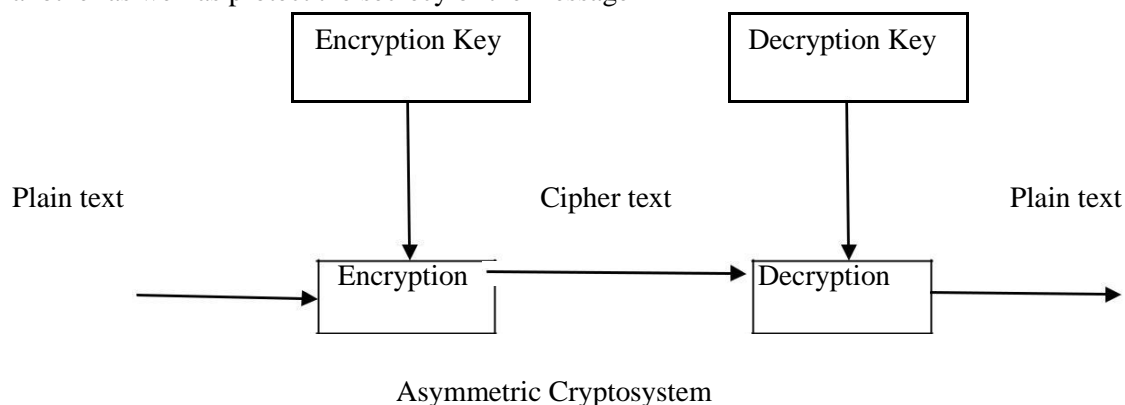 Encryption Key Decryption Key
Plain text Cipher text Plain text
Encryption Decryption
Asymmetric Cryptosystem